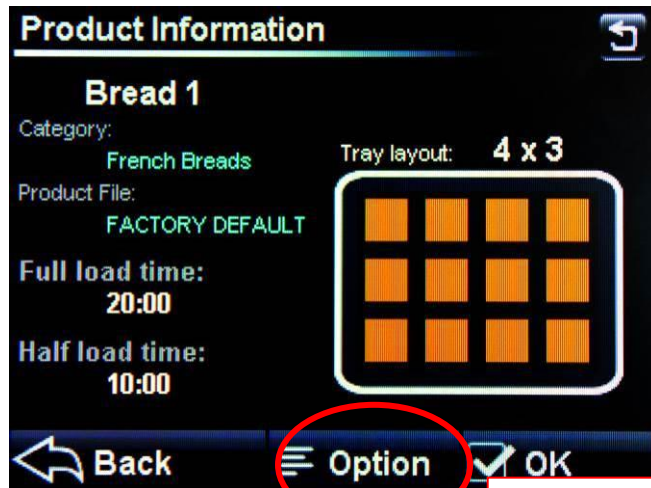 Product Information
Bread 1
Category:
French Breads
Tray layout: 4 x 3
Product File:
FACTORY DEFAULT
Full load time:
20:00
Half load time:
10:00
Back
Option
OK